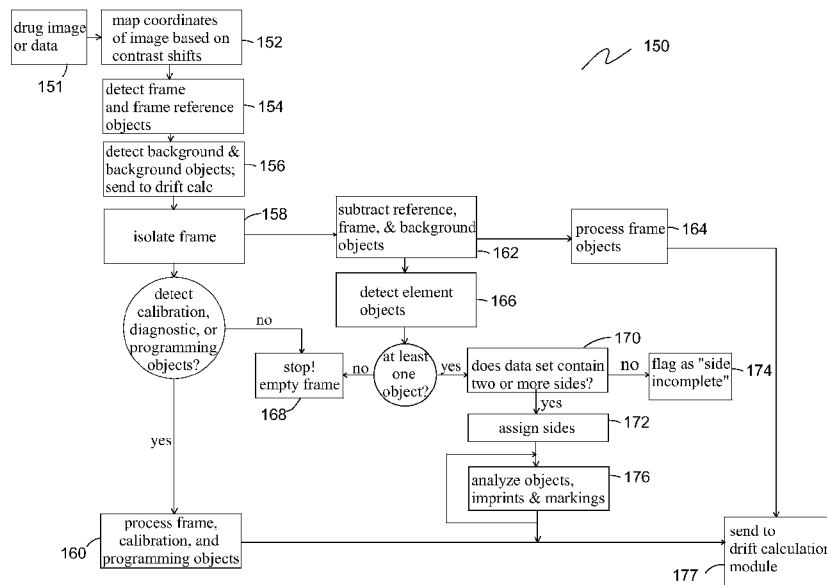 drug image
or data
151
map coordinates
of image based on
contrast shifts
152
150
detect frame
and frame reference
objects
154
detect background &
background objects;
send to drift calc
156
isolate frame
158
subtract reference,
frame, & background
objects
162
process frame
objects
164
detect element
objects
166
detect
calibration,
diagnostic, or
programming
objects?
no
stop!
empty frame
168
no
at least
one
object?
yes
does data set contain
two or more sides?
170
no
flag as "side
incomplete"
174
yes
assign sides
172
analyze objects,
imprints & markings
176
yes
process frame,
calibration, and
programming objects
160
send to
drift calculation
module
177